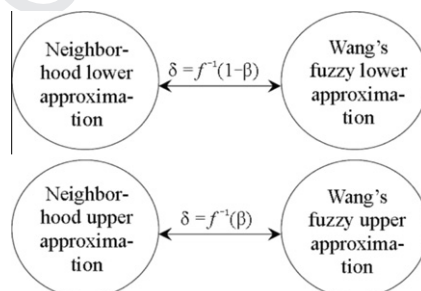 Neighbor-
hood lower
approxima-
tion
δ = f⁻¹(1−β)
Wang's
fuzzy lower
approxima-
tion
Neighbor-
hood upper
approxima-
tion
δ = f⁻¹(β)
Wang's
fuzzy upper
approxima-
tion